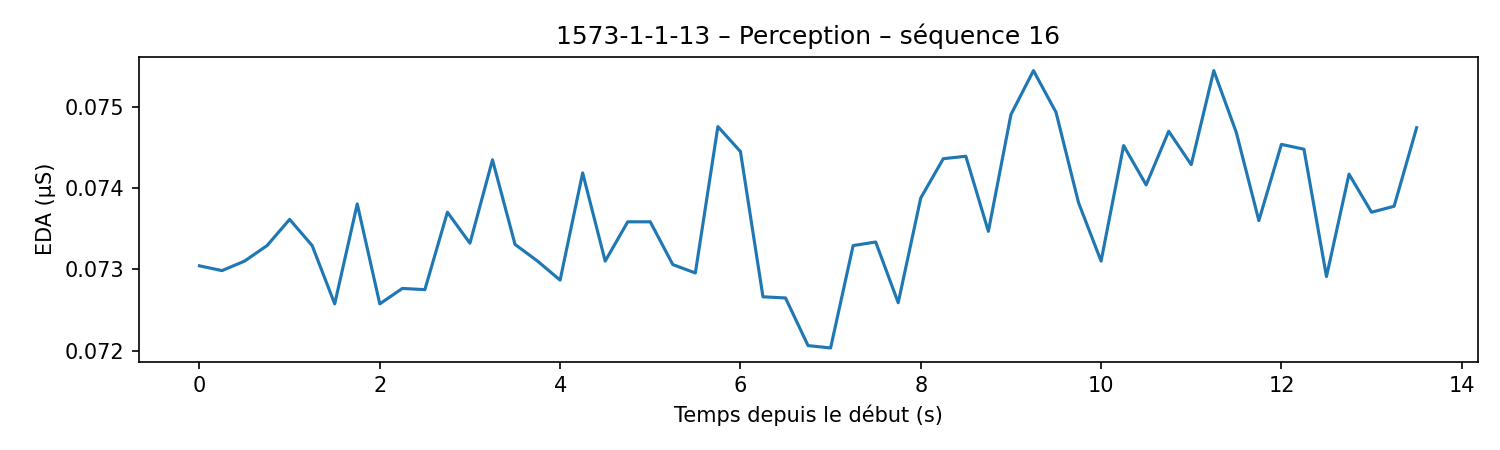 1573-1-1-13 – Perception – séquence 16
EDA (µS)
0.075
0.074
0.073
0.072
0 2 4 6 8 10 12 14
Temps depuis le début (s)